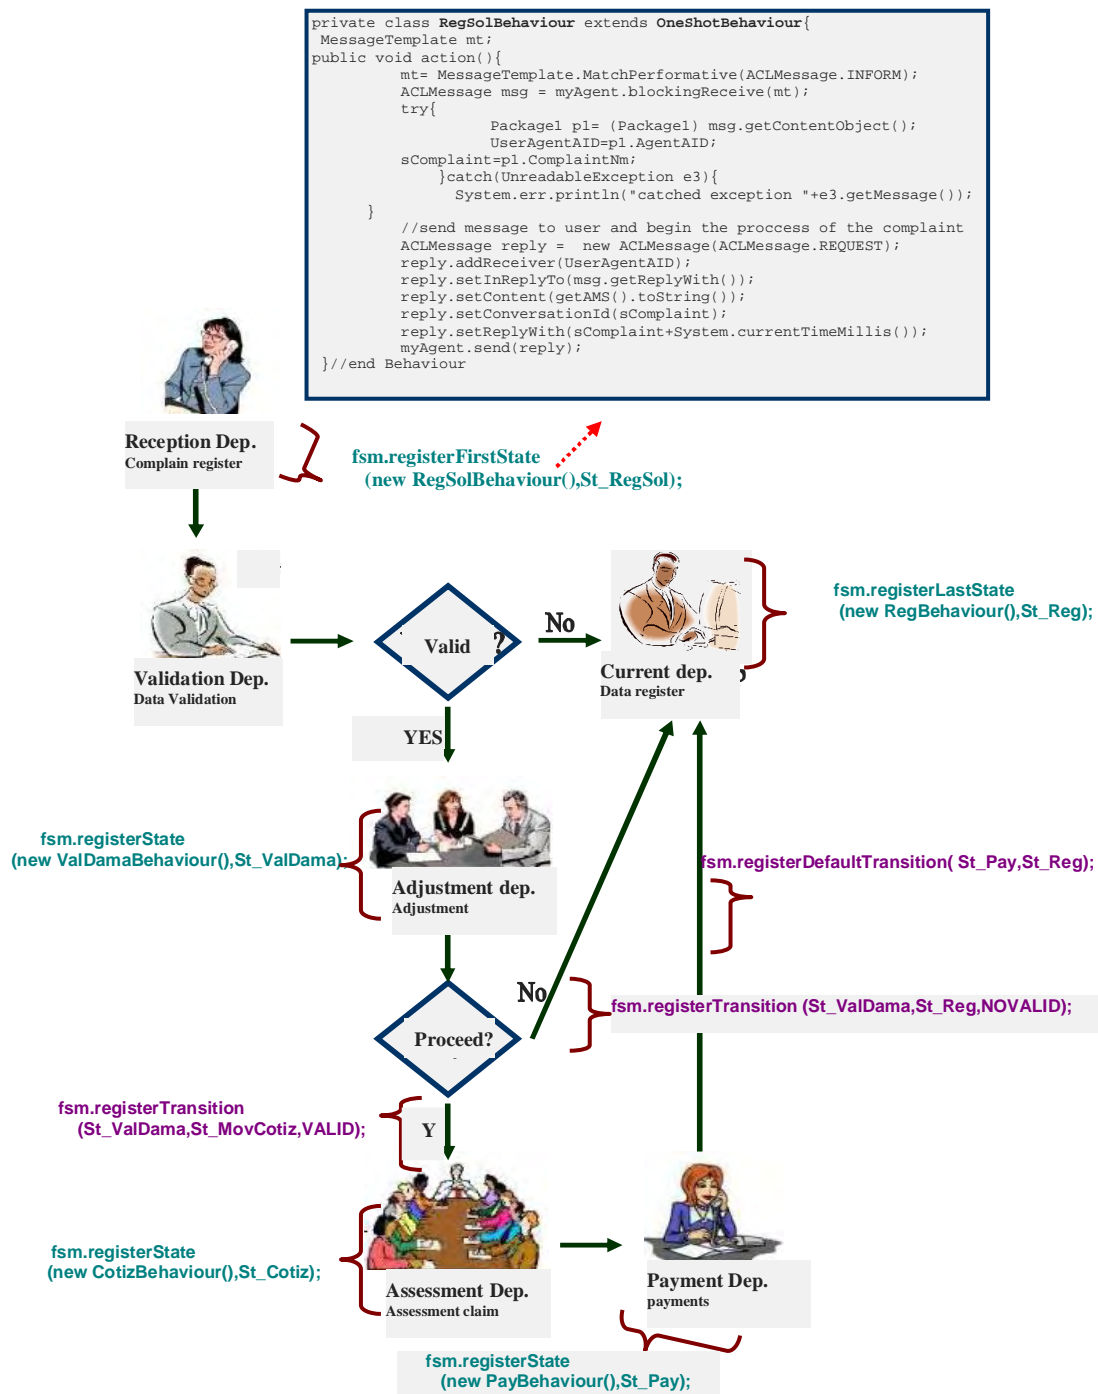 private class RegSolBehaviour extends OneShotBehaviour{
MessageTemplate mt;
public void action(){
mt= MessageTemplate.MatchPerformative(ACLMessage.INFORM);
ACLMessage msg = myAgent.blockingReceive(mt);
try{
Package1 p1= (Package1) msg.getContentObject();
UserAgentAID=p1.AgentAID;
sComplaint=p1.ComplaintNm;
}catch(UnreadableException e3){
System.err.println("catched exception "+e3.getMessage());
}
//send message to user and begin the proccess of the complaint
ACLMessage reply = new ACLMessage(ACLMessage.REQUEST);
reply.addReceiver(UserAgentAID);
reply.setInReplyTo(msg.getReplyWith());
reply.setContent(getAMS().toString());
reply.setConversationId(sComplaint);
reply.setReplyWith(sComplaint+System.currentTimeMillis());
myAgent.send(reply);
}//end Behaviour
Reception Dep.
Complain register
fsm.registerFirstState
(new RegSolBehaviour(),St_RegSol);
Validation Dep.
Data Validation
Valid ?
No
Current dep.
Data register
fsm.registerLastState
(new RegBehaviour(),St_Reg);
YES
fsm.registerState
(new ValDamaBehaviour(),St_ValDama);
Adjustment dep.
Adjustment
fsm.registerDefaultTransition( St_Pay,St_Reg);
No
Proceed?
fsm.registerTransition (St_ValDama,St_Reg,NOVALID);
fsm.registerTransition
(St_ValDama,St_MovCotiz,VALID);
Y
fsm.registerState
(new CotizBehaviour(),St_Cotiz);
Assessment Dep.
Assessment claim
Payment Dep.
payments
fsm.registerState
(new PayBehaviour(),St_Pay);